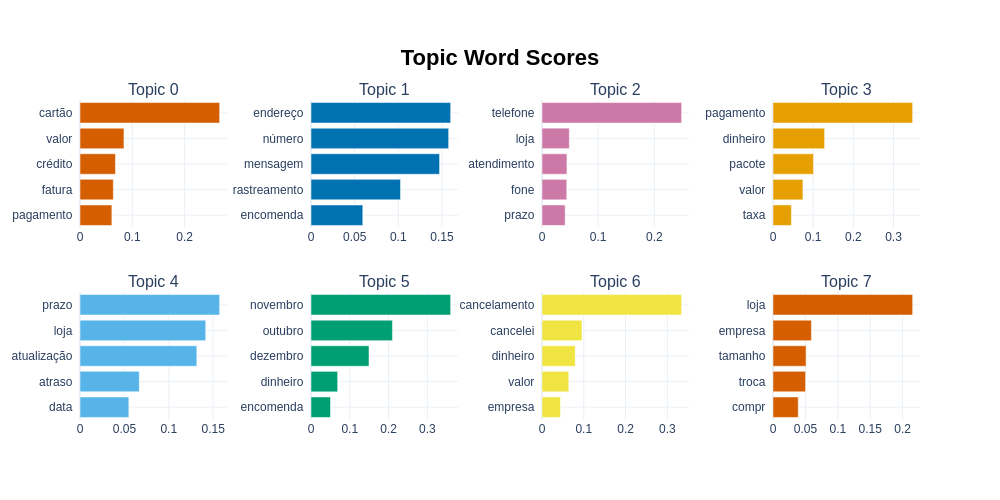 Topic Word Scores
Topic 0
cartão
valor
crédito
fatura
pagamento
0 0.1 0.2
Topic 1
endereço
número
mensagem
rastreamento
encomenda
0 0.05 0.1 0.15
Topic 2
telefone
loja
atendimento
fone
prazo
0 0.1 0.2
Topic 3
pagamento
dinheiro
pacote
valor
taxa
0 0.1 0.2 0.3
Topic 4
prazo
loja
atualização
atraso
data
0 0.05 0.1 0.15
Topic 5
novembro
outubro
dezembro
dinheiro
encomenda
0 0.1 0.2 0.3
Topic 6
cancelamento
cancelei
dinheiro
valor
empresa
0 0.1 0.2 0.3
Topic 7
loja
empresa
tamanho
troca
compr
0 0.05 0.1 0.15 0.2